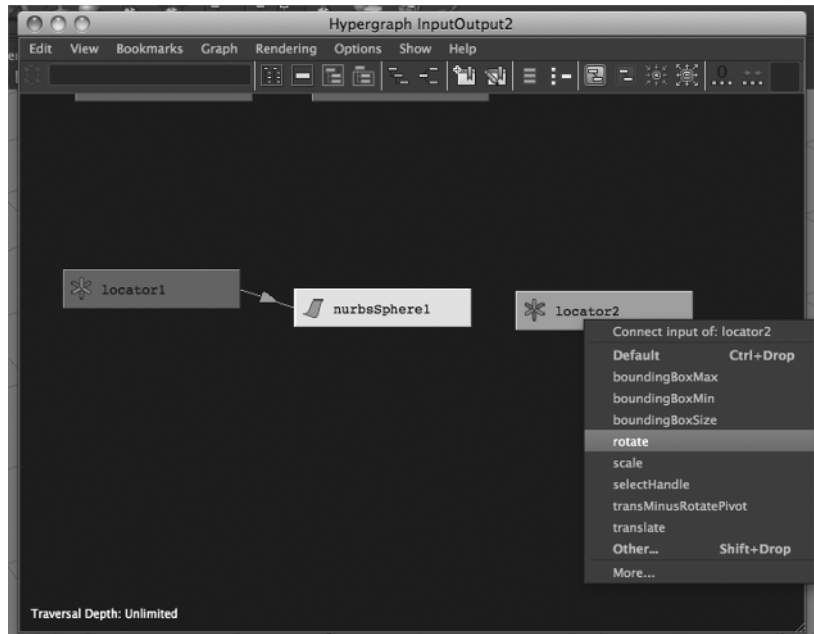 Hypergraph InputOutput2
Edit View Bookmarks Graph Rendering Options Show Help
locator1
nurbsSphere1
locator2
Connect input of: locator2
Default Ctrl+Drop
boundingBoxMax
boundingBoxMin
boundingBoxSize
rotate
scale
selectHandle
transMinusRotatePivot
translate
Other... Shift+Drop
More...
Traversal Depth: Unlimited